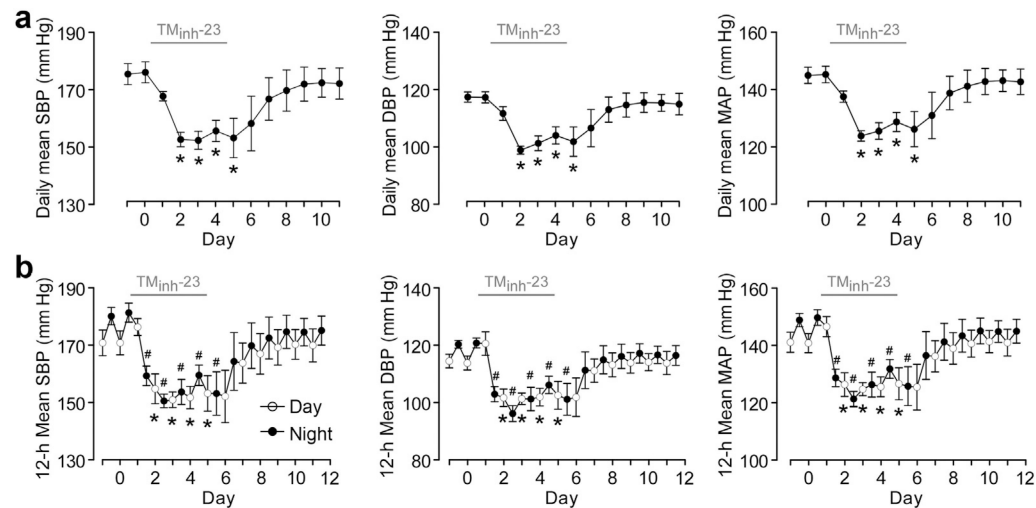 a
TMinh-23
Daily mean SBP (mm Hg)
190
170
150
130
* * * *
0 2 4 6 8 10
Day
TMinh-23
Daily mean DBP (mm Hg)
140
120
100
80
* * * *
0 2 4 6 8 10
Day
TMinh-23
Daily mean MAP (mm Hg)
160
140
120
100
* * * *
0 2 4 6 8 10
Day
b
TMinh-23
12-h Mean SBP (mm Hg)
190
170
150
130
# # # # #
* * * *
Day
Night
0 2 4 6 8 10 12
Day
TMinh-23
12-h Mean DBP (mm Hg)
140
120
100
80
# # # # #
* * * *
0 2 4 6 8 10 12
Day
TMinh-23
12-h Mean MAP (mm Hg)
160
140
120
100
# # # # #
* * * *
0 2 4 6 8 10 12
Day